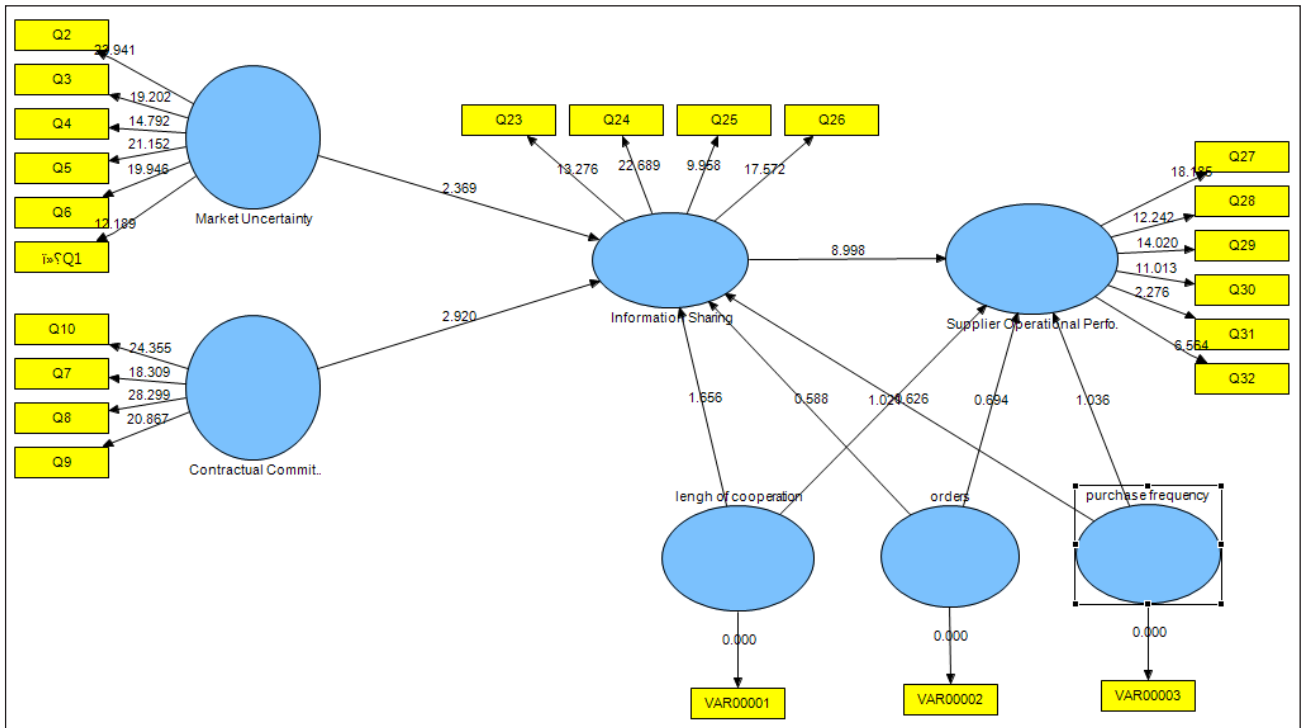 Q2
23.941
Q3
19.202
Q4
14.792
Q5
21.152
Q6
19.946
ï»؟Q1
12.189
Market Uncertainty
2.369
Q10
24.355
Q7
18.309
Q8
28.299
Q9
20.867
Contractual Commit..
2.920
Q23
Q24
Q25
Q26
13.276
22.689
9.958
17.572
Information Sharing
8.998
Q27
18.185
Q28
12.242
Q29
14.020
Q30
11.013
Q31
2.276
Q32
6.564
Supplier Operational Perfo.
1.656
0.588
0.694
1.036
lengh of cooperation
orders
purchase frequency
0.000
0.000
0.000
VAR00001
VAR00002
VAR00003